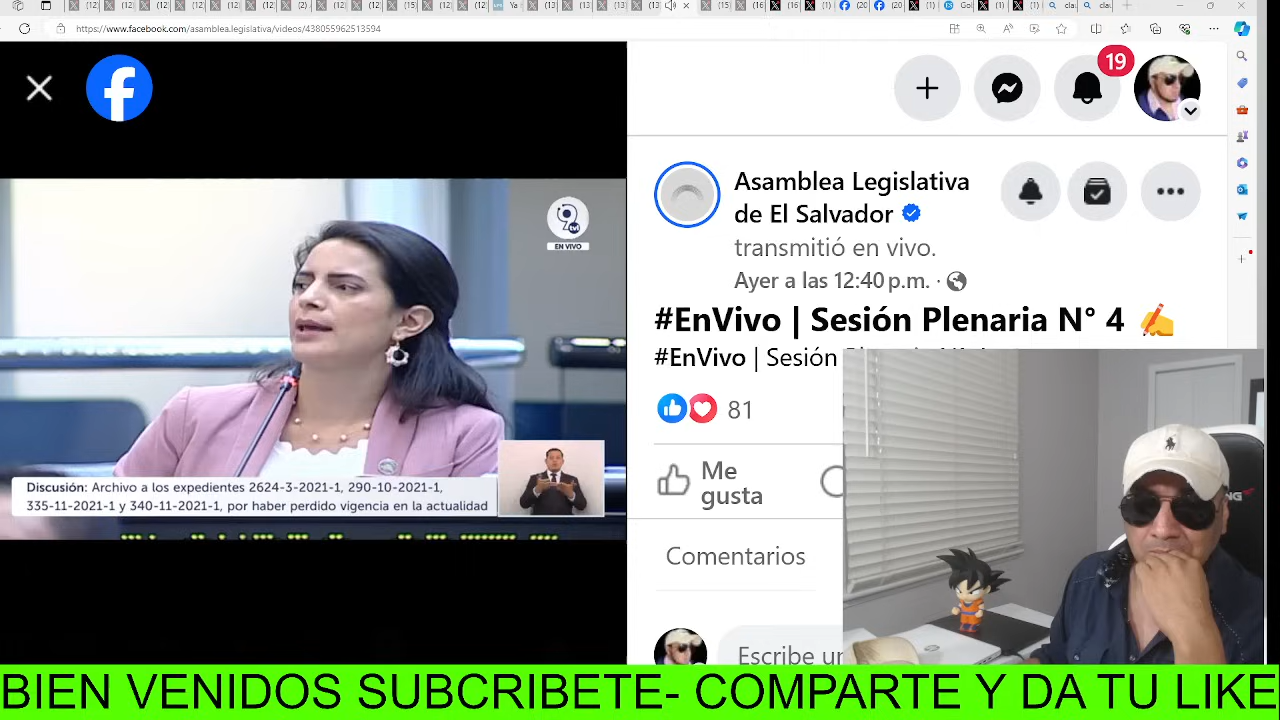 https://www.facebook.com/asamblea.legislativa/videos/438055962513594
19
Asamblea Legislativa
de El Salvador
transmitió en vivo.
Ayer a las 12:40 p.m. ·
#EnVivo | Sesión Plenaria N° 4 ✍
#EnVivo | Sesión
81
Me
gusta
Comentarios
Escribe un
EN VIVO
Discusión: Archivo a los expedientes 2624-3-2021-1, 290-10-2021-1,
335-11-2021-1 y 340-11-2021-1, por haber perdido vigencia en la actualidad
BIEN VENIDOS SUBCRIBETE- COMPARTE Y DA TU LIKE